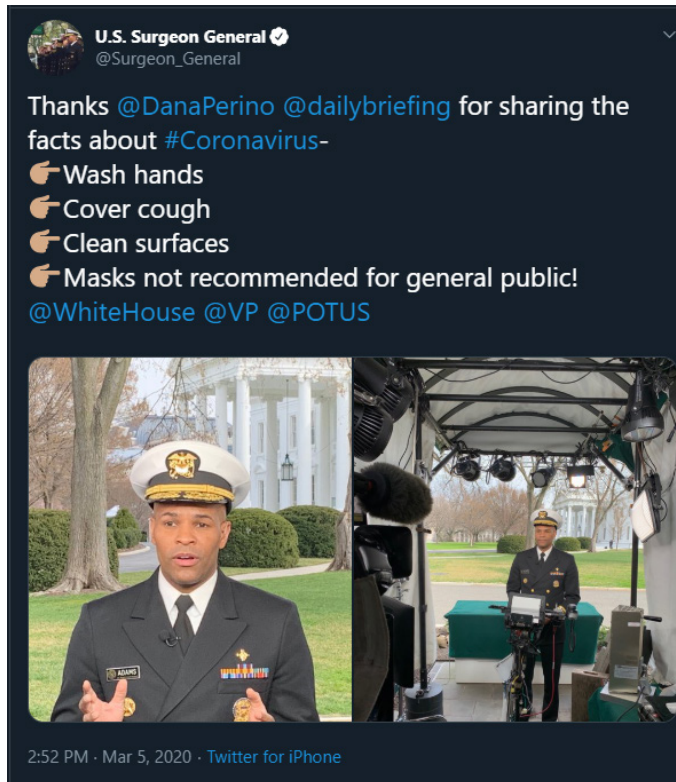 U.S. Surgeon General
@Surgeon_General
Thanks @DanaPerino @dailybriefing for sharing the
facts about #Coronavirus-
👉🏽Wash hands
👉🏽Cover cough
👉🏽Clean surfaces
👉🏽Masks not recommended for general public!
@WhiteHouse @VP @POTUS
ADAMS
2:52 PM · Mar 5, 2020 · Twitter for iPhone